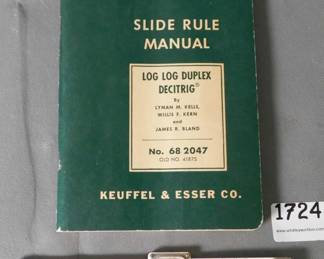 SLIDE RULE
MANUAL
LOG LOG DUPLEX
DECITRIG®
By
LYMAN M. KELLS,
WILLIS F. KERN
and
JAMES R. BLAND
No. 68 2047
OLD NO. 4187S
KEUFFEL & ESSER CO.
1724